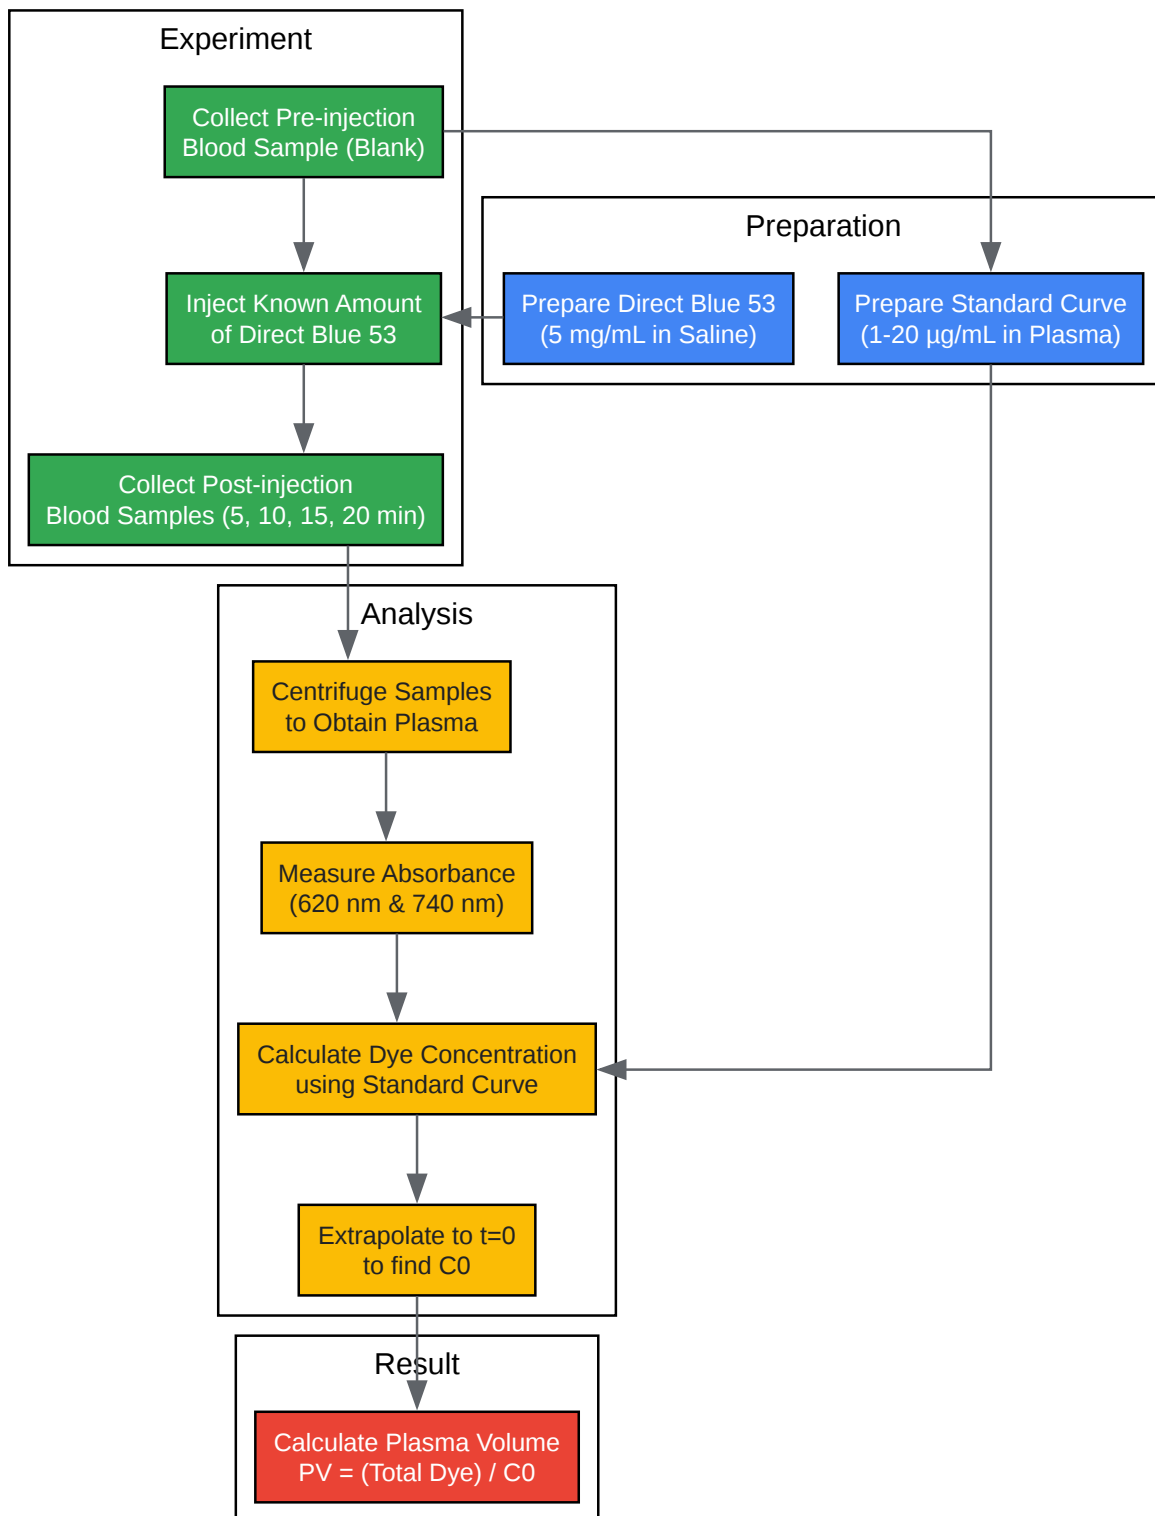 Experiment
Collect Pre-injection
Blood Sample (Blank)
Preparation
Inject Known Amount
of Direct Blue 53
Prepare Direct Blue 53
(5 mg/mL in Saline)
Prepare Standard Curve
(1-20 µg/mL in Plasma)
Collect Post-injection
Blood Samples (5, 10, 15, 20 min)
Analysis
Centrifuge Samples
to Obtain Plasma
Measure Absorbance
(620 nm & 740 nm)
Calculate Dye Concentration
using Standard Curve
Extrapolate to t=0
to find C0
Result
Calculate Plasma Volume
PV = (Total Dye) / C0